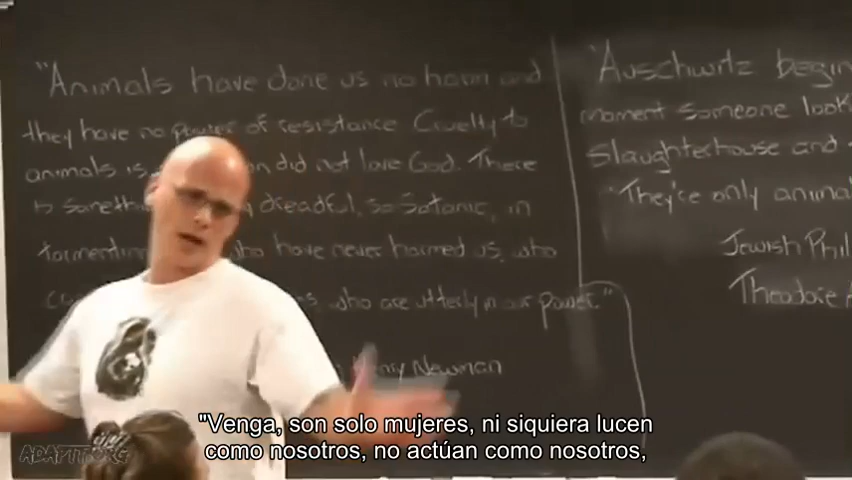 "Animals have done us no harm and
they have no power of resistance. Cruelty to
animals is did not love God. There
is dreadful, so Satanic, in
tormenting who have never harmed us, who
who are utterly in our power."
Newman
"Auschwitz begin
moment someone look
Slaughterhouse and
"They're only animal
Jewish Phil
Theodore A
ADAPTT.ORG
"Venga, son solo mujeres, ni siquiera lucen
como nosotros, no actúan como nosotros,